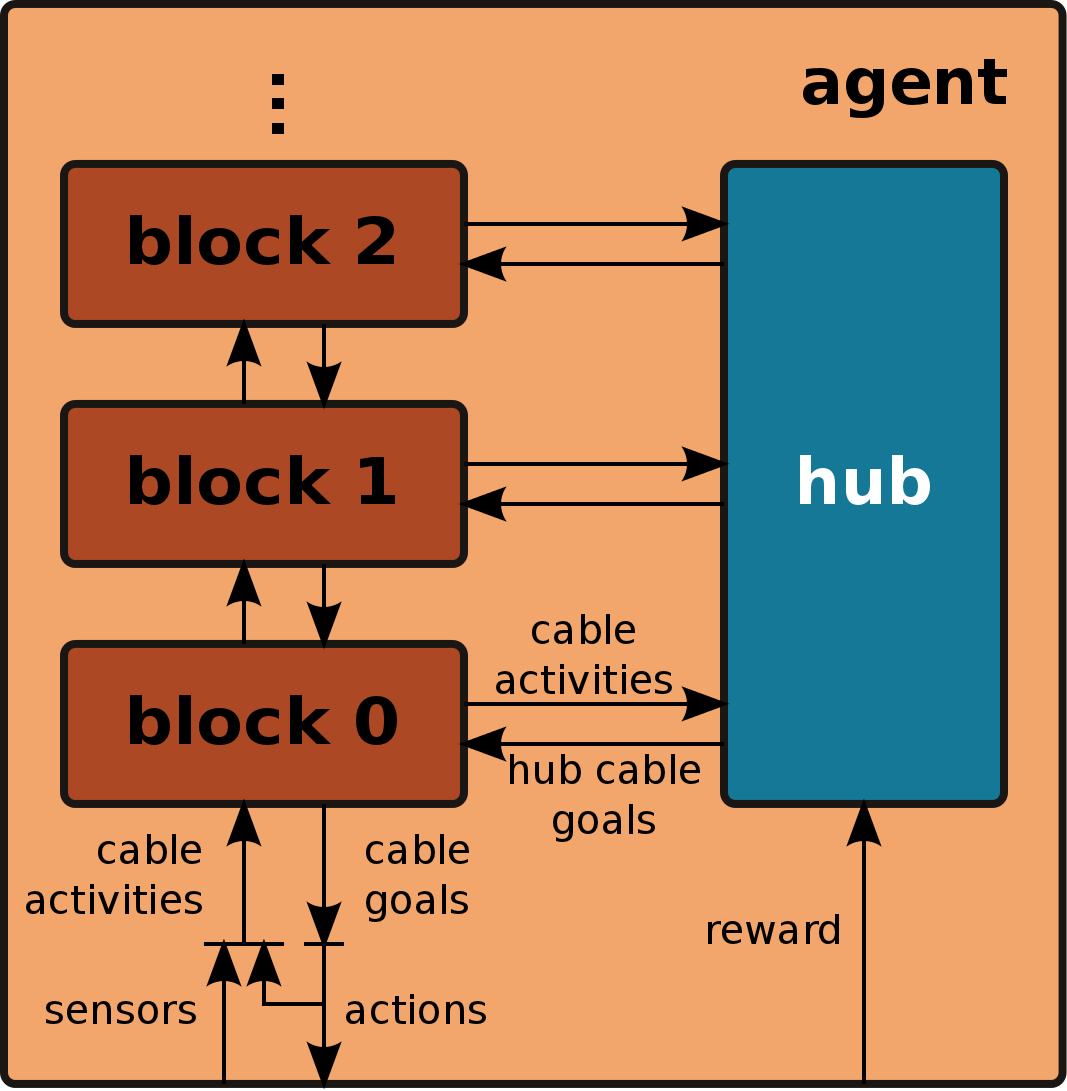 agent
block 2
block 1
hub
cable
activities
block 0
hub cable
goals
cable
activities
cable
goals
reward
sensors
actions